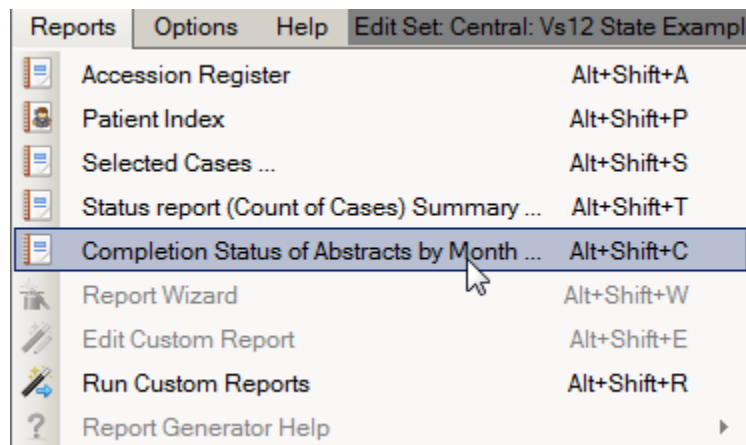 Reports Options Help Edit Set: Central: Vs12 State Exampl
Accession Register Alt+Shift+A
Patient Index Alt+Shift+P
Selected Cases ... Alt+Shift+S
Status report (Count of Cases) Summary ... Alt+Shift+T
Completion Status of Abstracts by Month ... Alt+Shift+C
Report Wizard Alt+Shift+W
Edit Custom Report Alt+Shift+E
Run Custom Reports Alt+Shift+R
Report Generator Help